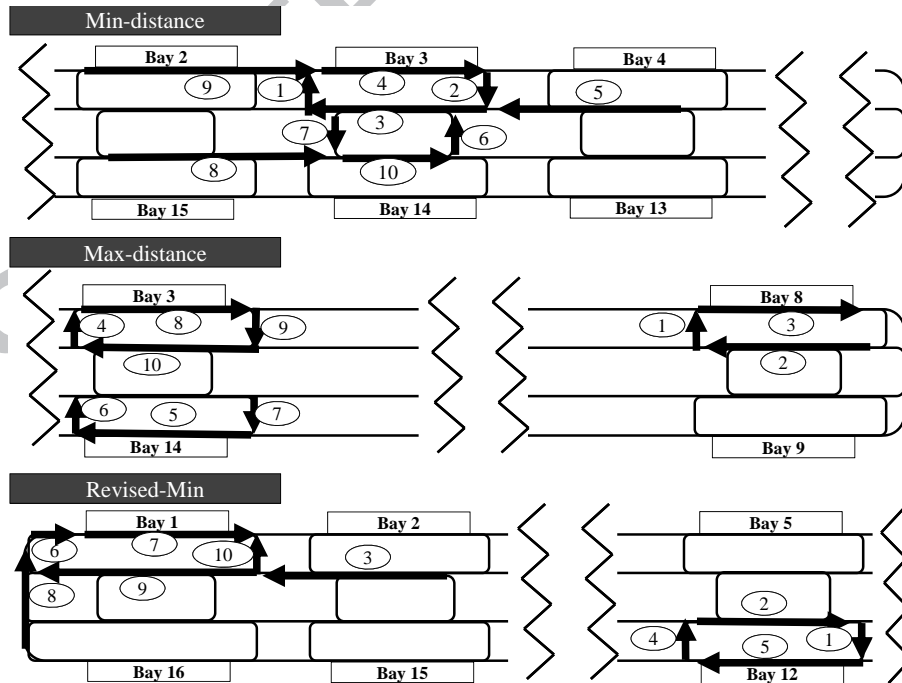 Min-distance
Bay 2 Bay 3 Bay 4
9 1 4 2 5
7 3 6
8 10
Bay 15 Bay 14 Bay 13
Max-distance
Bay 3 Bay 8
4 8 9 1 3
10 2
6 5 7
Bay 14 Bay 9
Revised-Min
Bay 1 Bay 2 Bay 5
6 7 10 3
8 9 2
4 5 1
Bay 16 Bay 15 Bay 12